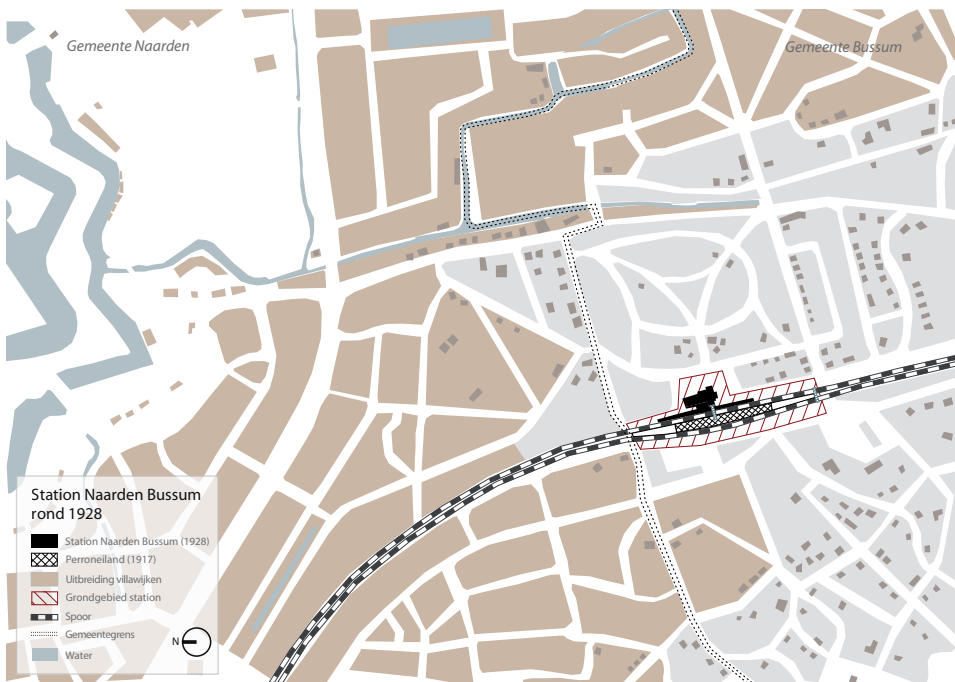 Gemeente Naarden
Gemeente Bussum
Station Naarden Bussum
rond 1928
Station Naarden Bussum (1928)
Perroneiland (1917)
Uitbreiding villawijken
Grondgebied station
Spoor
Gemeentegrens
Water
N